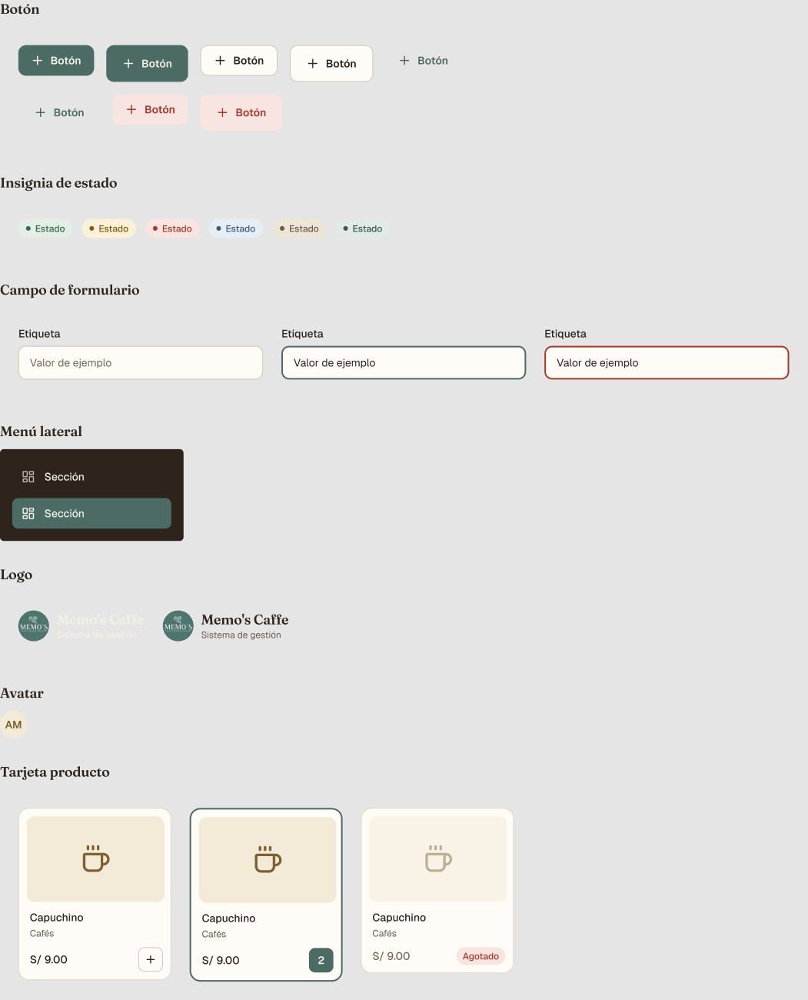 Botón
Botón Botón Botón Botón Botón
Botón Botón Botón
Insignia de estado
Estado Estado Estado Estado Estado Estado
Campo de formulario
Etiqueta Etiqueta Etiqueta
Valor de ejemplo Valor de ejemplo Valor de ejemplo
Menú lateral
Sección
Sección
Logo
MEMO'S Memo's Caffe MEMO'S Memo's Caffe
Sistema de gestión Sistema de gestión
Avatar
AM
Tarjeta producto
Capuchino Capuchino Capuchino
Cafés Cafés Cafés
S/ 9.00 S/ 9.00 2 S/ 9.00 Agotado